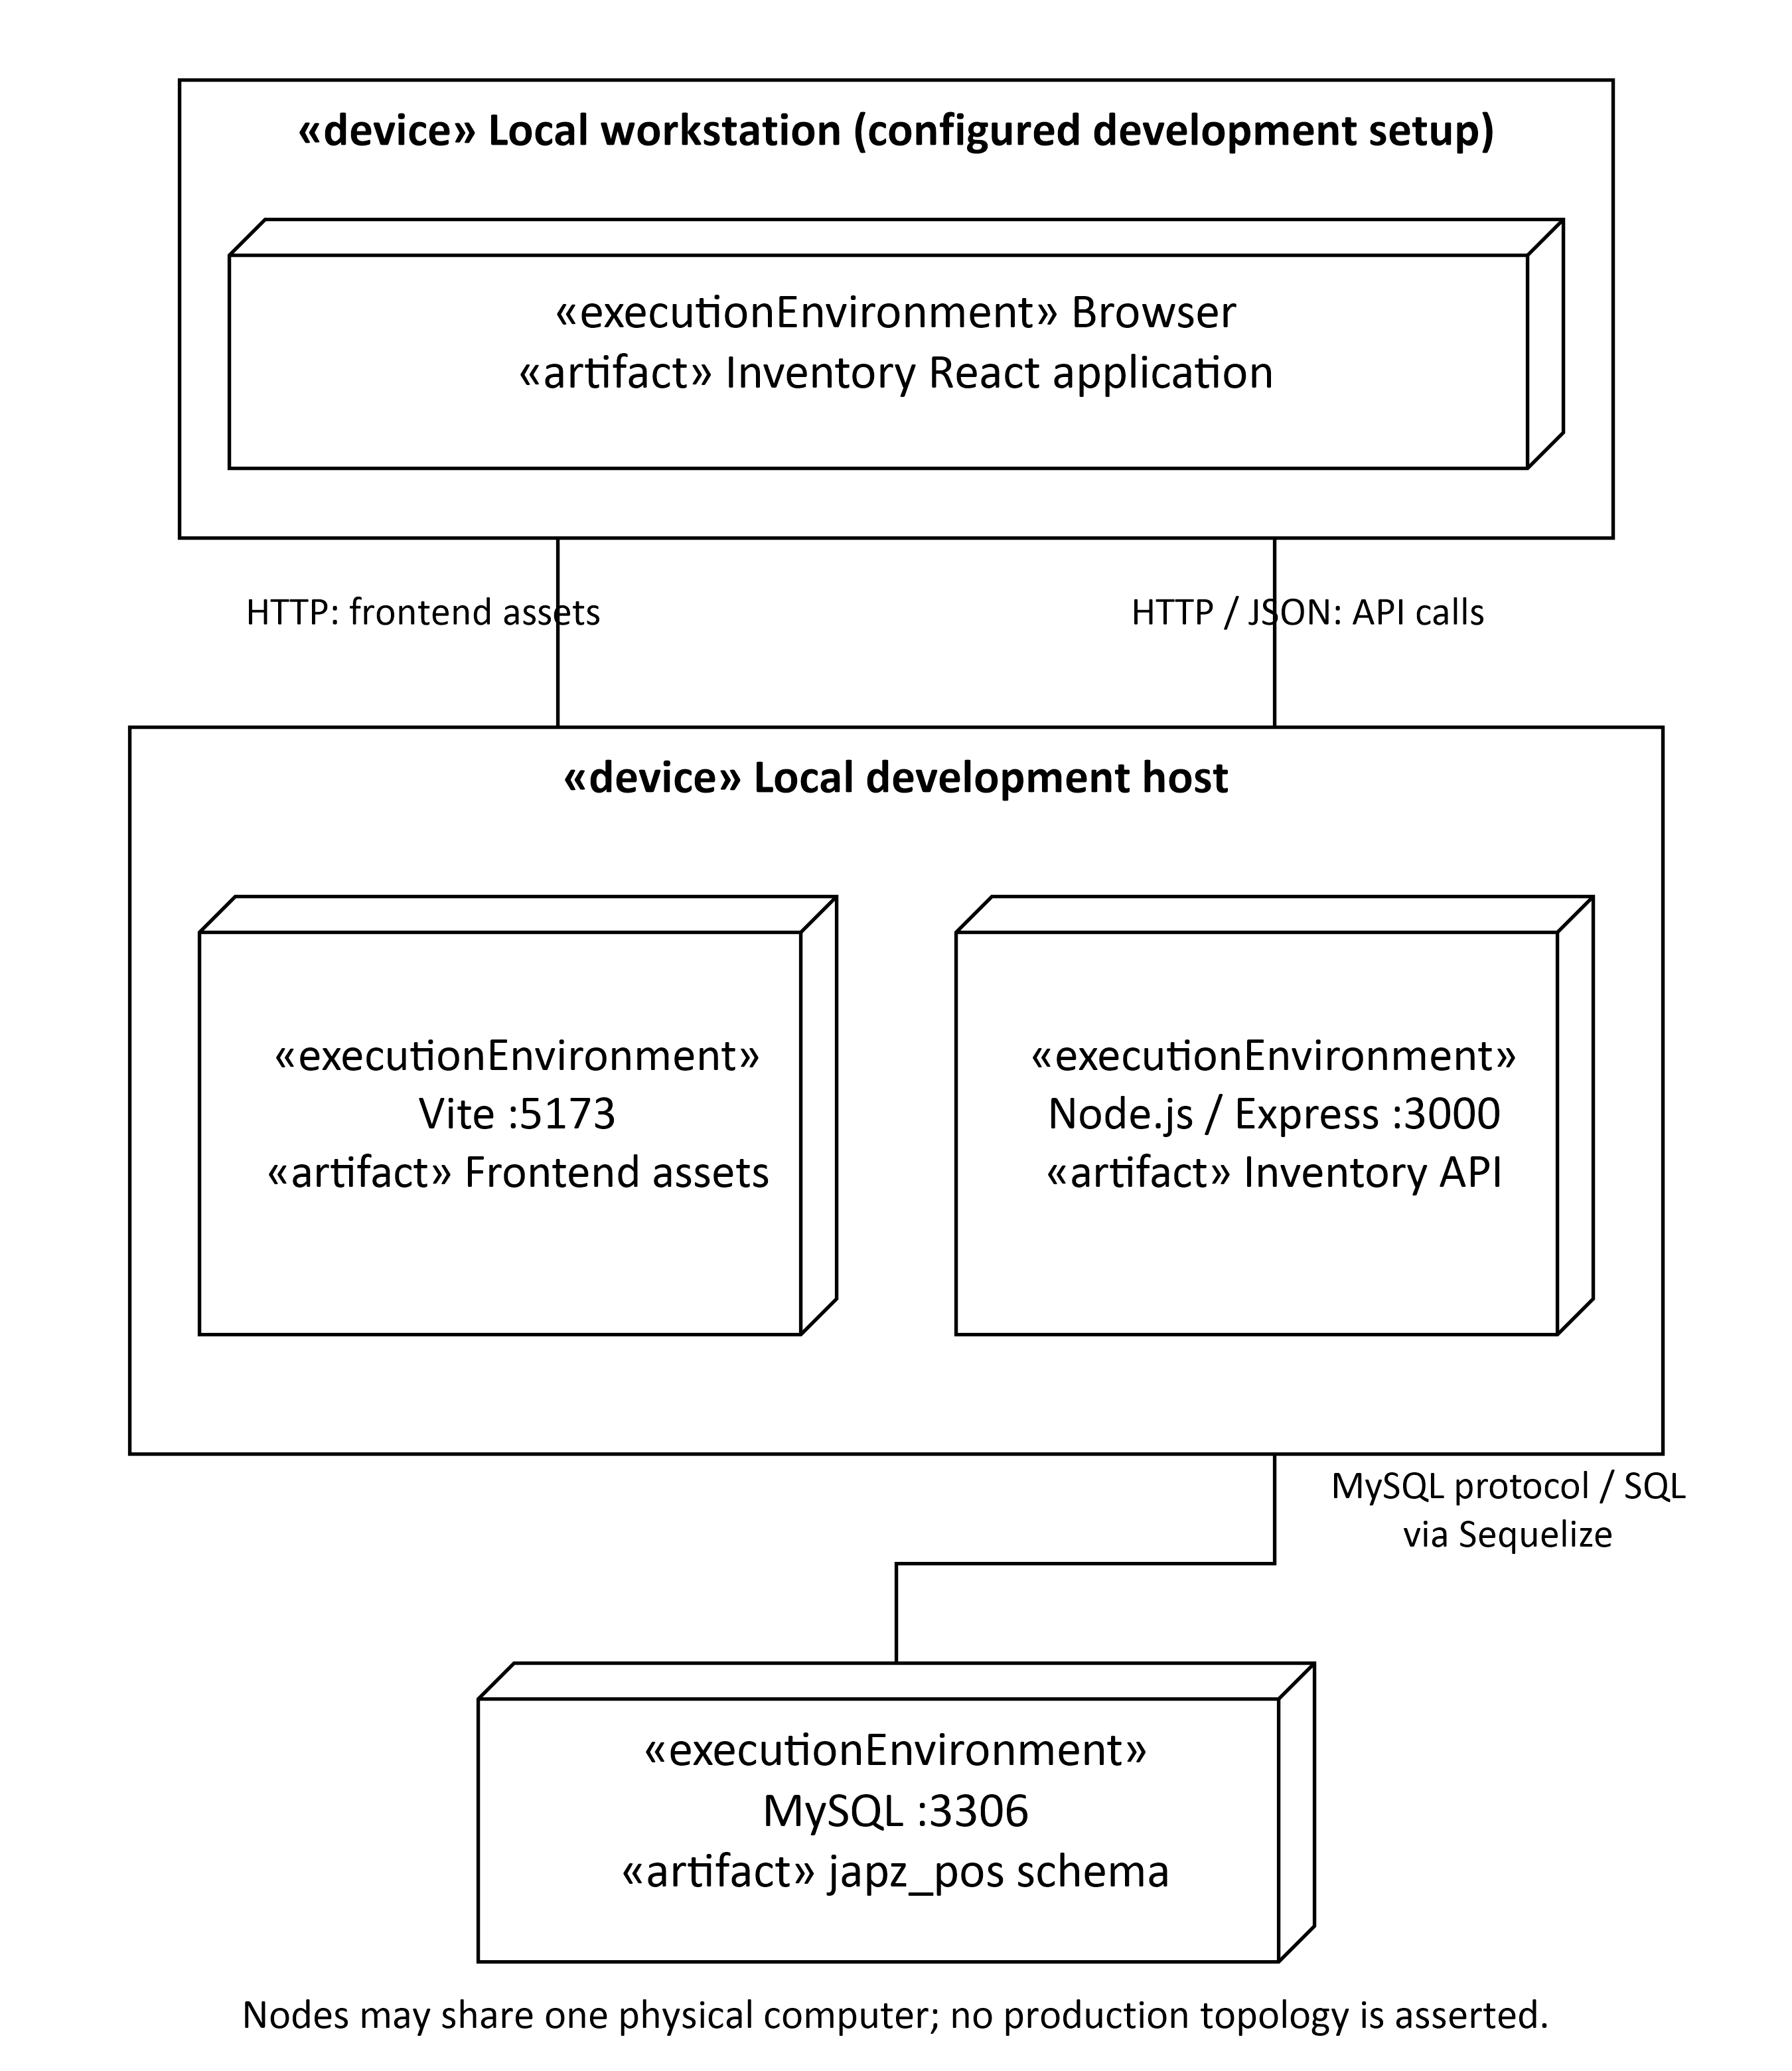 «device» Local workstation (configured development setup)
«executionEnvironment» Browser
«artifact» Inventory React application
HTTP: frontend assets
HTTP / JSON: API calls
«device» Local development host
«executionEnvironment»
Vite :5173
«artifact» Frontend assets
«executionEnvironment»
Node.js / Express :3000
«artifact» Inventory API
MySQL protocol / SQL
via Sequelize
«executionEnvironment»
MySQL :3306
«artifact» japz_pos schema
Nodes may share one physical computer; no production topology is asserted.